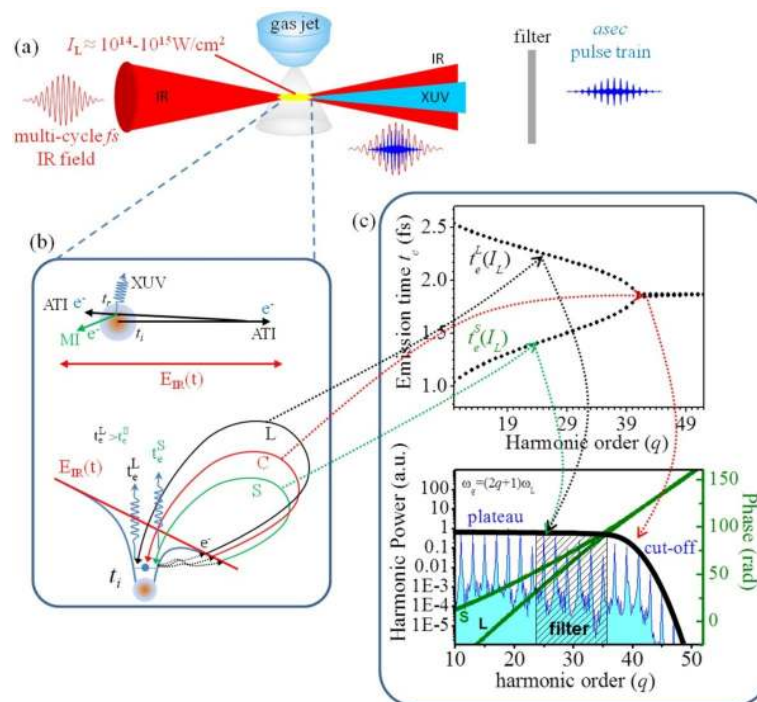 (a)
I_L ≈ 10¹⁴-10¹⁵W/cm²
gas jet
filter
asec
pulse train
IR
IR
XUV
multi-cycle fs
IR field
(b)
XUV
ATI e⁻ t_r
MI e⁻ t_i
e⁻
ATI
E_IR(t)
t_e^L>t_e^S
t_e^L
t_e^S
E_IR(t)
L
C
S
e⁻
t_i
(c)
Emission time t_e (fs)
2.5
2.0
1.5
1.0
t_e^L(I_L)
t_e^S(I_L)
19 29 39 49
Harmonic order (q)
Harmonic Power (a.u.)
1000
100
10
1
0.1
0.01
1E-3
1E-4
1E-5
ω_q=(2q+1)ω_L
plateau
cut-off
S
L
filter
150
100
50
0
Phase (rad)
10 20 30 40 50
harmonic order (q)